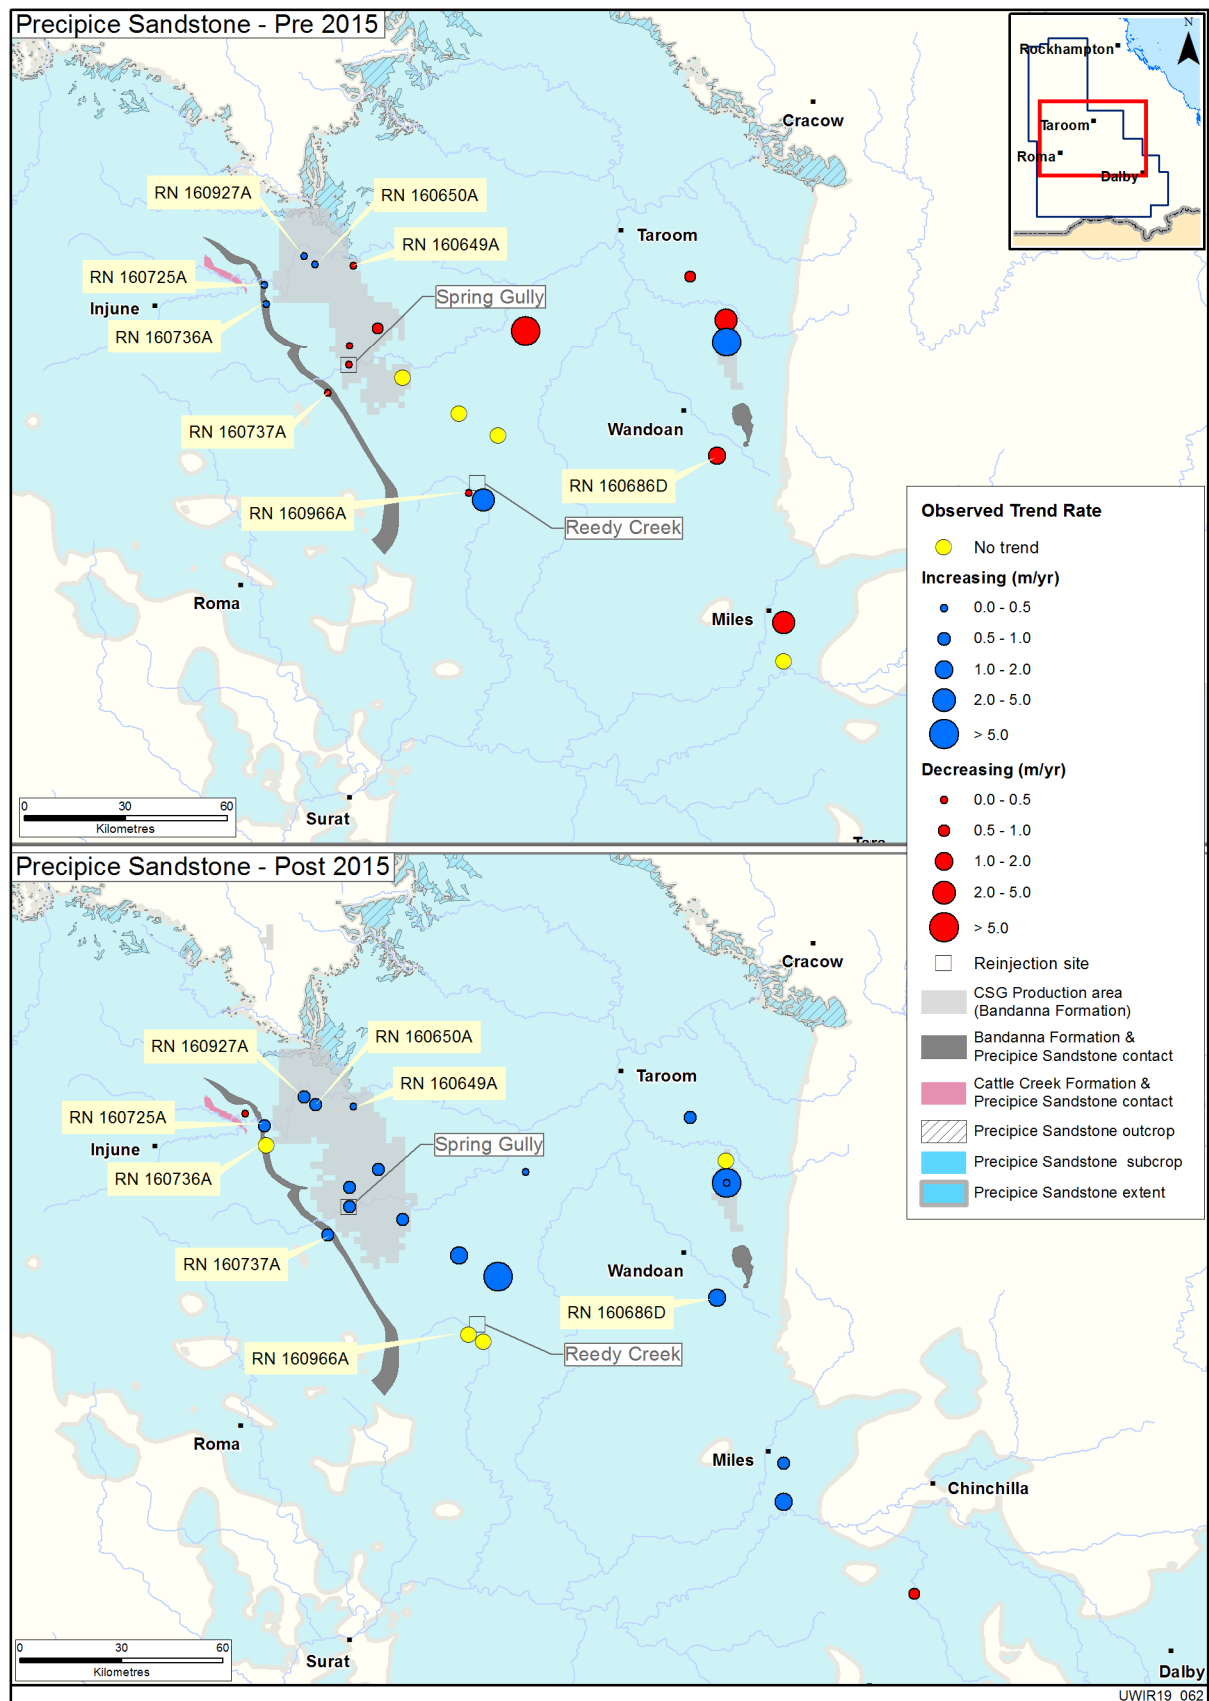 Precipice Sandstone - Pre 2015
N
Rockhampton
Taroom
Roma
Dalby
Cracow
RN 160927A
RN 160650A
RN 160649A
Taroom
RN 160725A
Injune
Spring Gully
RN 160736A
RN 160737A
Wandoan
RN 160686D
RN 160966A
Reedy Creek
Roma
Miles
0 30 60
Kilometres
Surat
Observed Trend Rate
No trend
Increasing (m/yr)
0.0 - 0.5
0.5 - 1.0
1.0 - 2.0
2.0 - 5.0
> 5.0
Decreasing (m/yr)
0.0 - 0.5
0.5 - 1.0
1.0 - 2.0
2.0 - 5.0
> 5.0
Reinjection site
CSG Production area
(Bandanna Formation)
Bandanna Formation &
Precipice Sandstone contact
Cattle Creek Formation &
Precipice Sandstone contact
Precipice Sandstone outcrop
Precipice Sandstone subcrop
Precipice Sandstone extent
Tara
Precipice Sandstone - Post 2015
Cracow
RN 160927A
RN 160650A
RN 160649A
Taroom
RN 160725A
Injune
Spring Gully
RN 160736A
RN 160737A
Wandoan
RN 160686D
RN 160966A
Reedy Creek
Roma
Miles
Chinchilla
0 30 60
Kilometres
Surat
Dalby
UWIR19_062